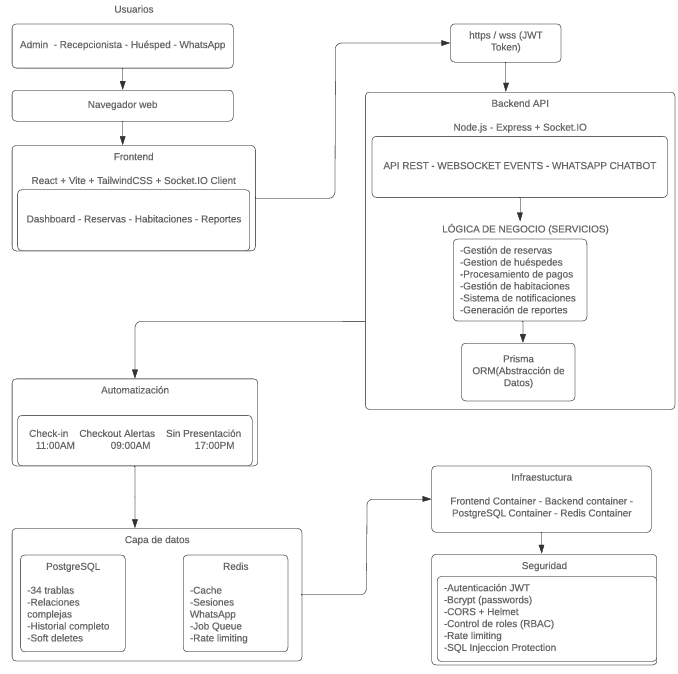 Usuarios
Admin - Recepcionista - Huésped - WhatsApp
Navegador web
Frontend
React + Vite + TailwindCSS + Socket.IO Client
Dashboard - Reservas - Habitaciones - Reportes
https / wss (JWT
Token)
Backend API
Node.js - Express + Socket.IO
API REST - WEBSOCKET EVENTS - WHATSAPP CHATBOT
LÓGICA DE NEGOCIO (SERVICIOS)
-Gestión de reservas
-Gestion de huéspedes
-Procesamiento de pagos
-Gestión de habitaciones
-Sistema de notificaciones
-Generación de reportes
Prisma
ORM(Abstracción de
Datos)
Automatización
Check-in Checkout Alertas Sin Presentación
11:00AM 09:00AM 17:00PM
Capa de datos
PostgreSQL
-34 trablas
-Relaciones
complejas
-Historial completo
-Soft deletes
Redis
-Cache
-Sesiones
WhatsApp
-Job Queue
-Rate limiting
Infraestuctura
Frontend Container - Backend container -
PostgreSQL Container - Redis Container
Seguridad
-Autenticación JWT
-Bcrypt (passwords)
-CORS + Helmet
-Control de roles (RBAC)
-Rate limiting
-SQL Injeccion Protection